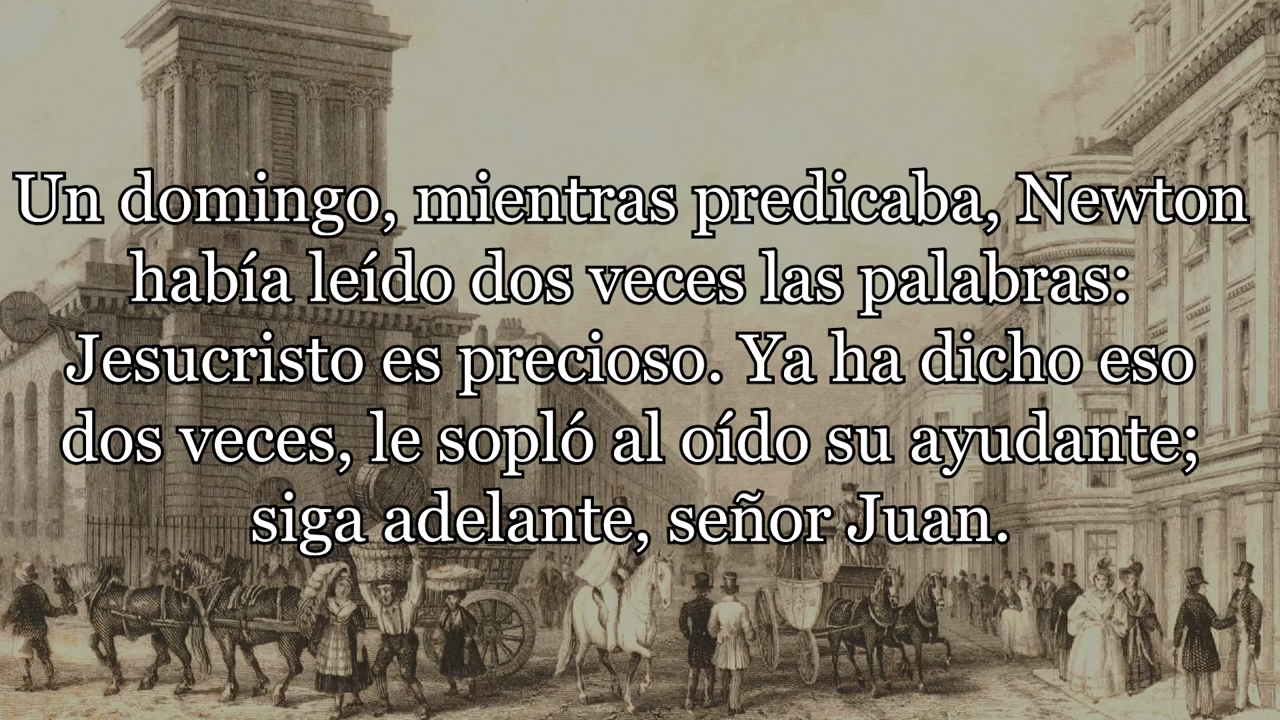 Un domingo, mientras predicaba, Newton
había leído dos veces las palabras:
Jesucristo es precioso. Ya ha dicho eso
dos veces, le sopló al oído su ayudante;
siga adelante, señor Juan.